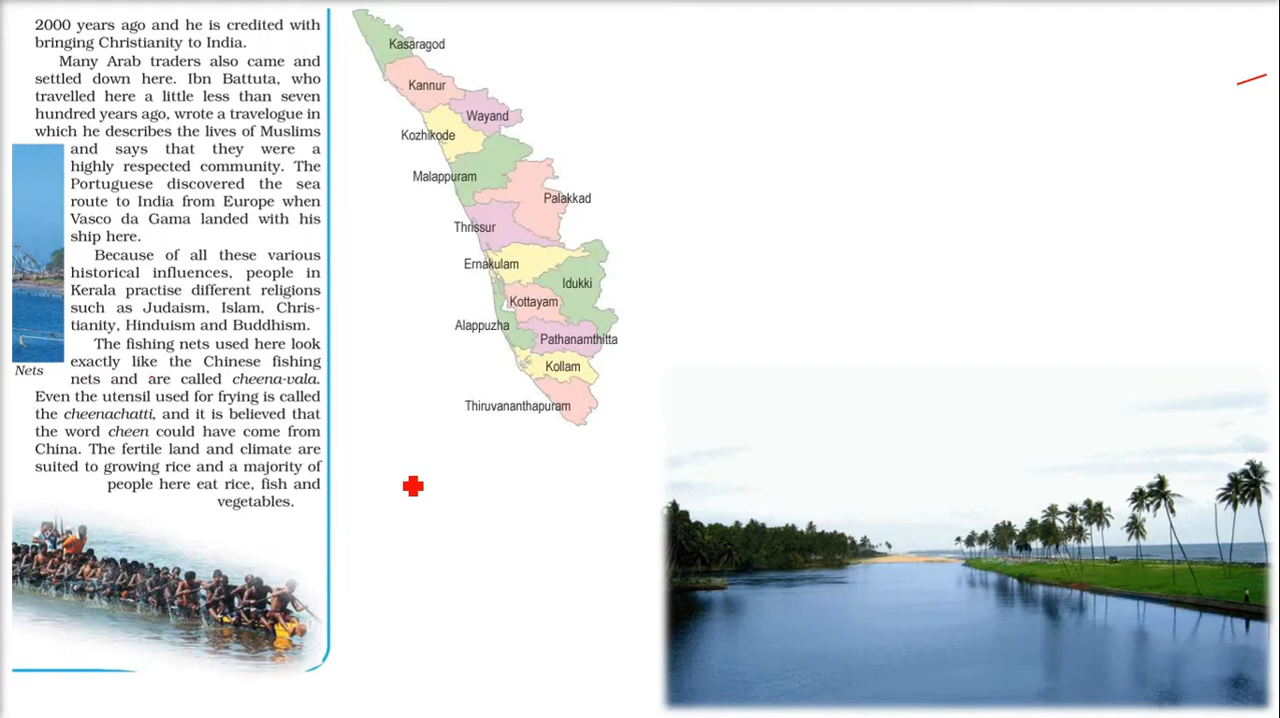 2000 years ago and he is credited with
bringing Christianity to India.
Many Arab traders also came and
settled down here. Ibn Battuta, who
travelled here a little less than seven
hundred years ago, wrote a travelogue in
which he describes the lives of Muslims
and says that they were a
highly respected community. The
Portuguese discovered the sea
route to India from Europe when
Vasco da Gama landed with his
ship here.
Because of all these various
historical influences, people in
Kerala practise different religions
such as Judaism, Islam, Chris-
tianity, Hinduism and Buddhism.
The fishing nets used here look
exactly like the Chinese fishing
nets and are called cheena-vala.
Even the utensil used for frying is called
the cheenachatti, and it is believed that
the word cheen could have come from
China. The fertile land and climate are
suited to growing rice and a majority of
people here eat rice, fish and
vegetables.
Nets
Kasaragod
Kannur
Wayand
Kozhikode
Malappuram
Palakkad
Thrissur
Ernakulam
Idukki
Kottayam
Alappuzha
Pathanamthitta
Kollam
Thiruvananthapuram